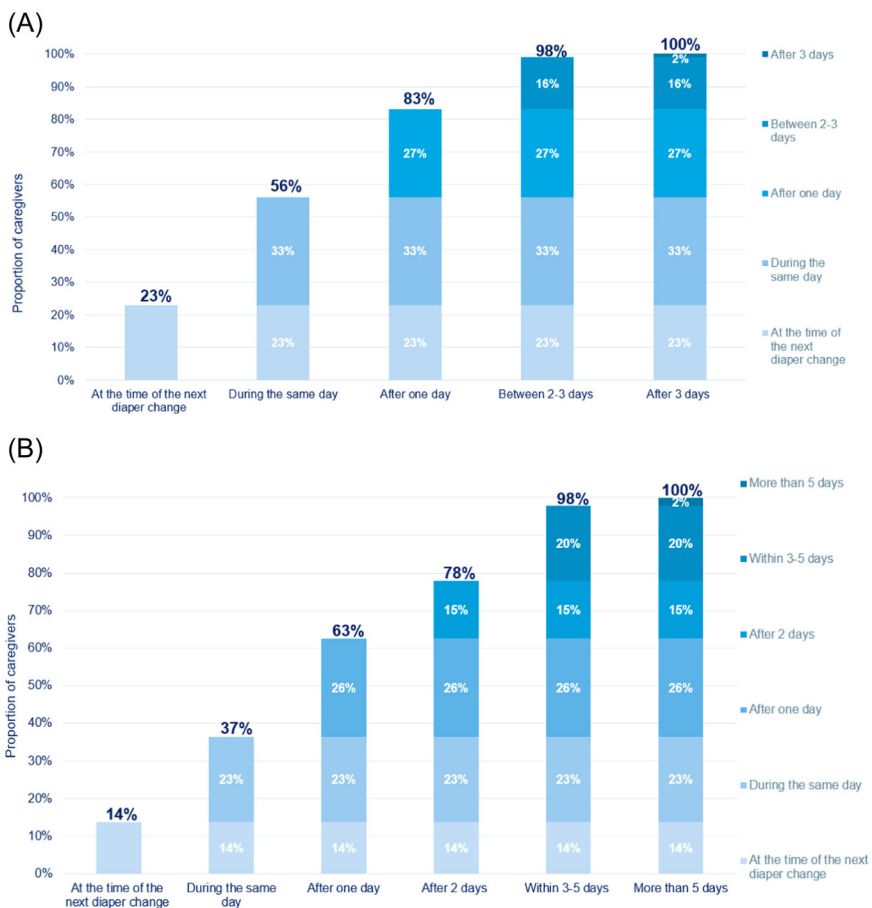 (A)
100%
90%
80%
70%
60%
50%
40%
30%
20%
10%
0%
Proportion of caregivers
23%
56%
33%
23%
83%
27%
33%
23%
98%
16%
27%
33%
23%
100%
2%
16%
27%
33%
23%
At the time of the next
diaper change
During the same day
After one day
Between 2-3 days
After 3 days
After 3 days
Between 2-3
days
After one day
During the
same day
At the time of
the next
diaper change
(B)
100%
90%
80%
70%
60%
50%
40%
30%
20%
10%
0%
Proportion of caregivers
14%
37%
23%
14%
63%
26%
23%
14%
78%
15%
26%
23%
14%
98%
20%
15%
26%
23%
14%
100%
2%
20%
15%
26%
23%
14%
At the time of the
next diaper change
During the same
day
After one day
After 2 days
Within 3-5 days
More than 5 days
More than 5 days
Within 3-5 days
After 2 days
After one day
During the same day
At the time of the next
diaper change